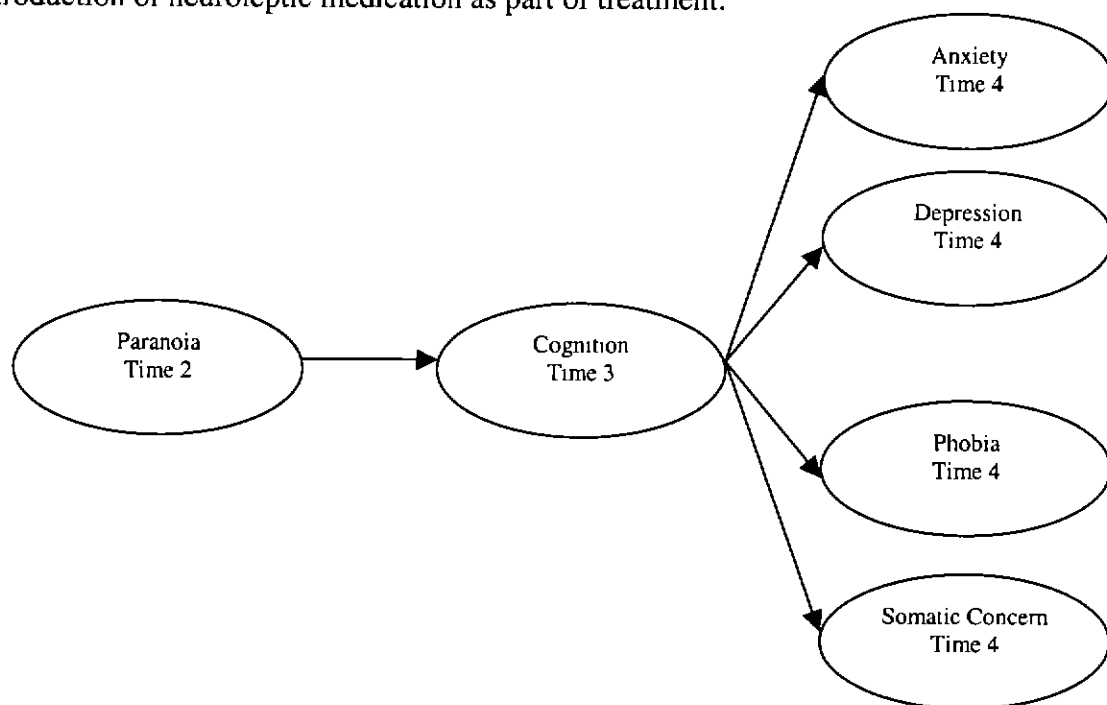 troduction of neuroleptic medication as part of treatment.
Anxiety
Time 4
Depression
Time 4
Paranoia
Time 2
Cognition
Time 3
Phobia
Time 4
Somatic Concern
Time 4